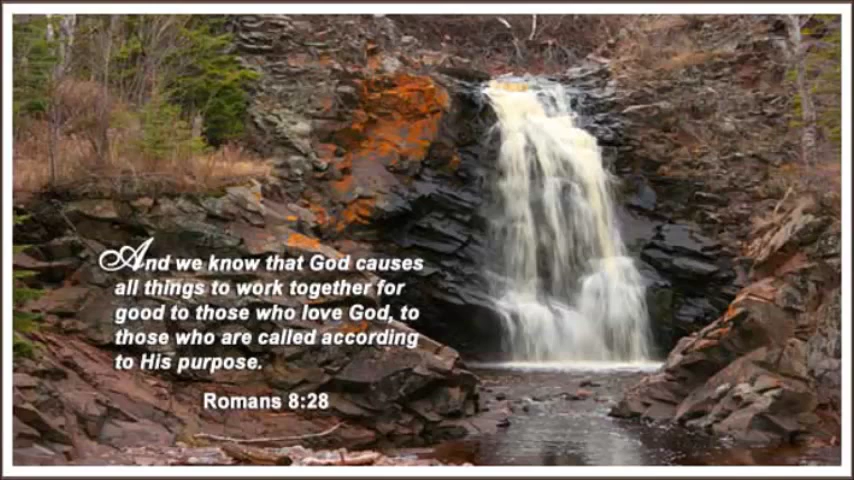 And we know that God causes
all things to work together for
good to those who love God, to
those who are called according
to His purpose.
Romans 8:28